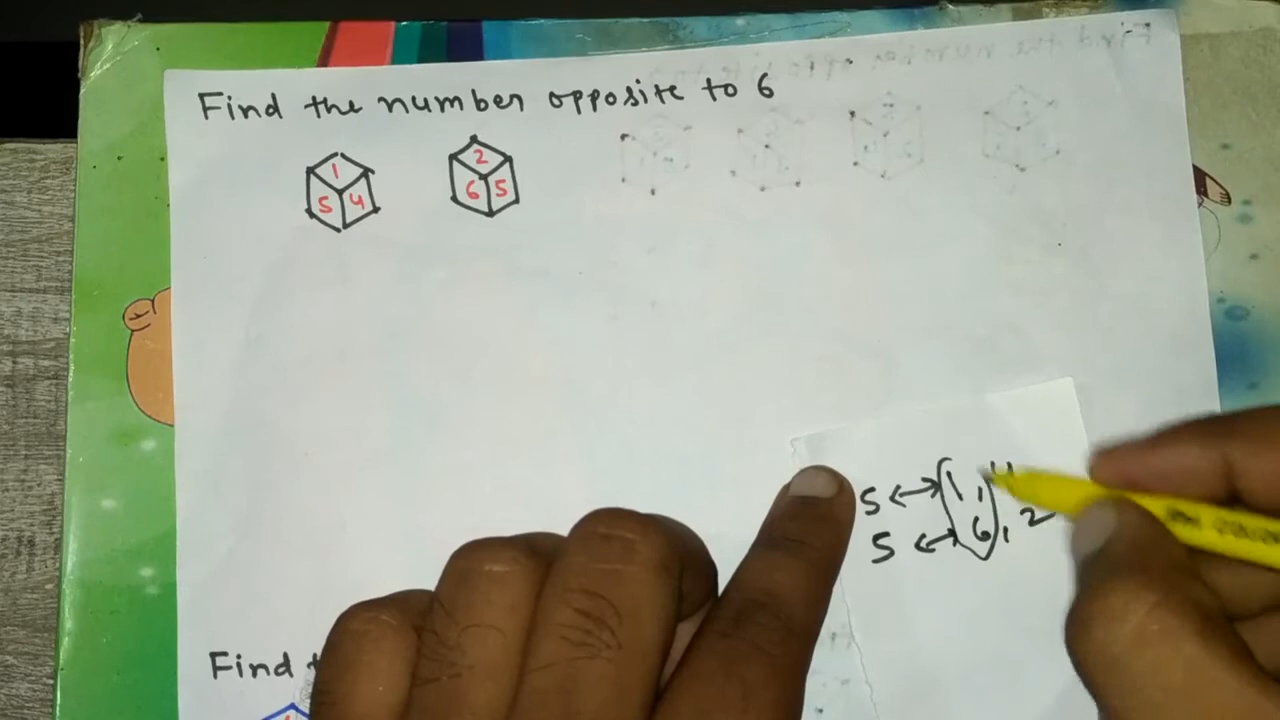 Find the number opposite to 6
1
5 4
2
6 5
5 ↔ 1, 4
5 ↔ 6, 2
Find